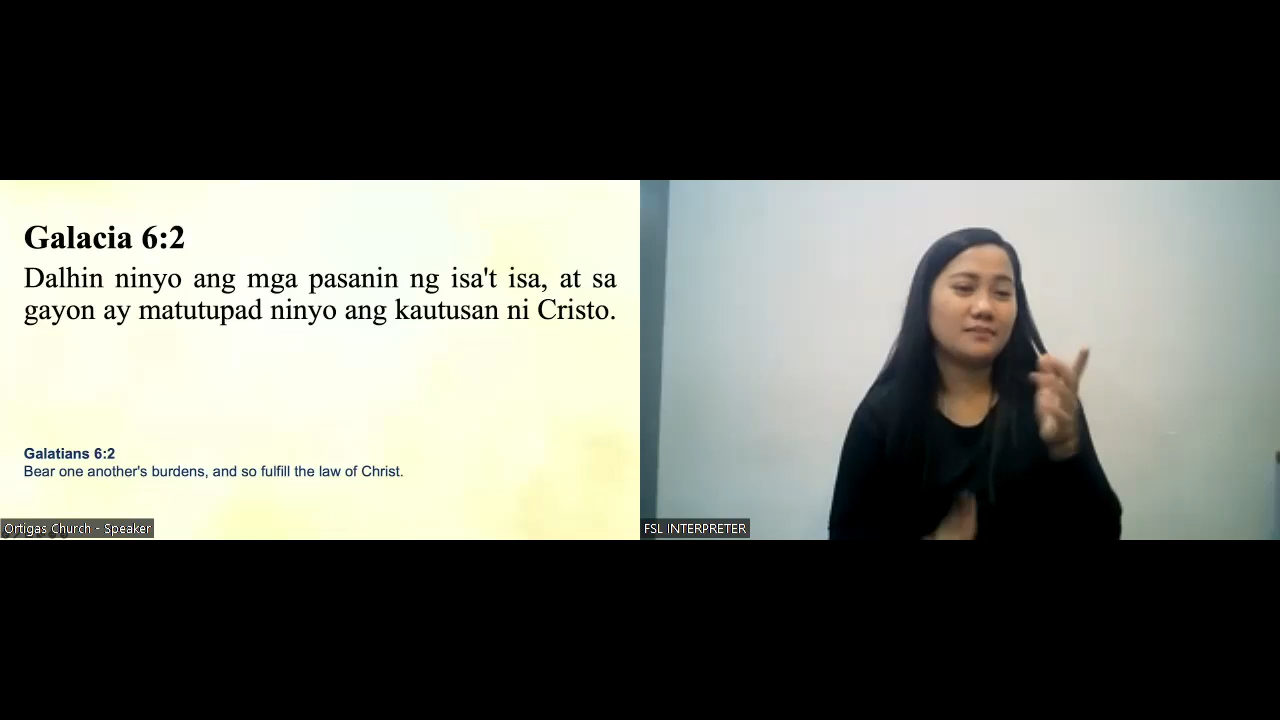 Galacia 6:2
Dalhin ninyo ang mga pasanin ng isa't isa, at sa
gayon ay matutupad ninyo ang kautusan ni Cristo.
Galatians 6:2
Bear one another's burdens, and so fulfill the law of Christ.
Ortigas Church - Speaker
FSL INTERPRETER